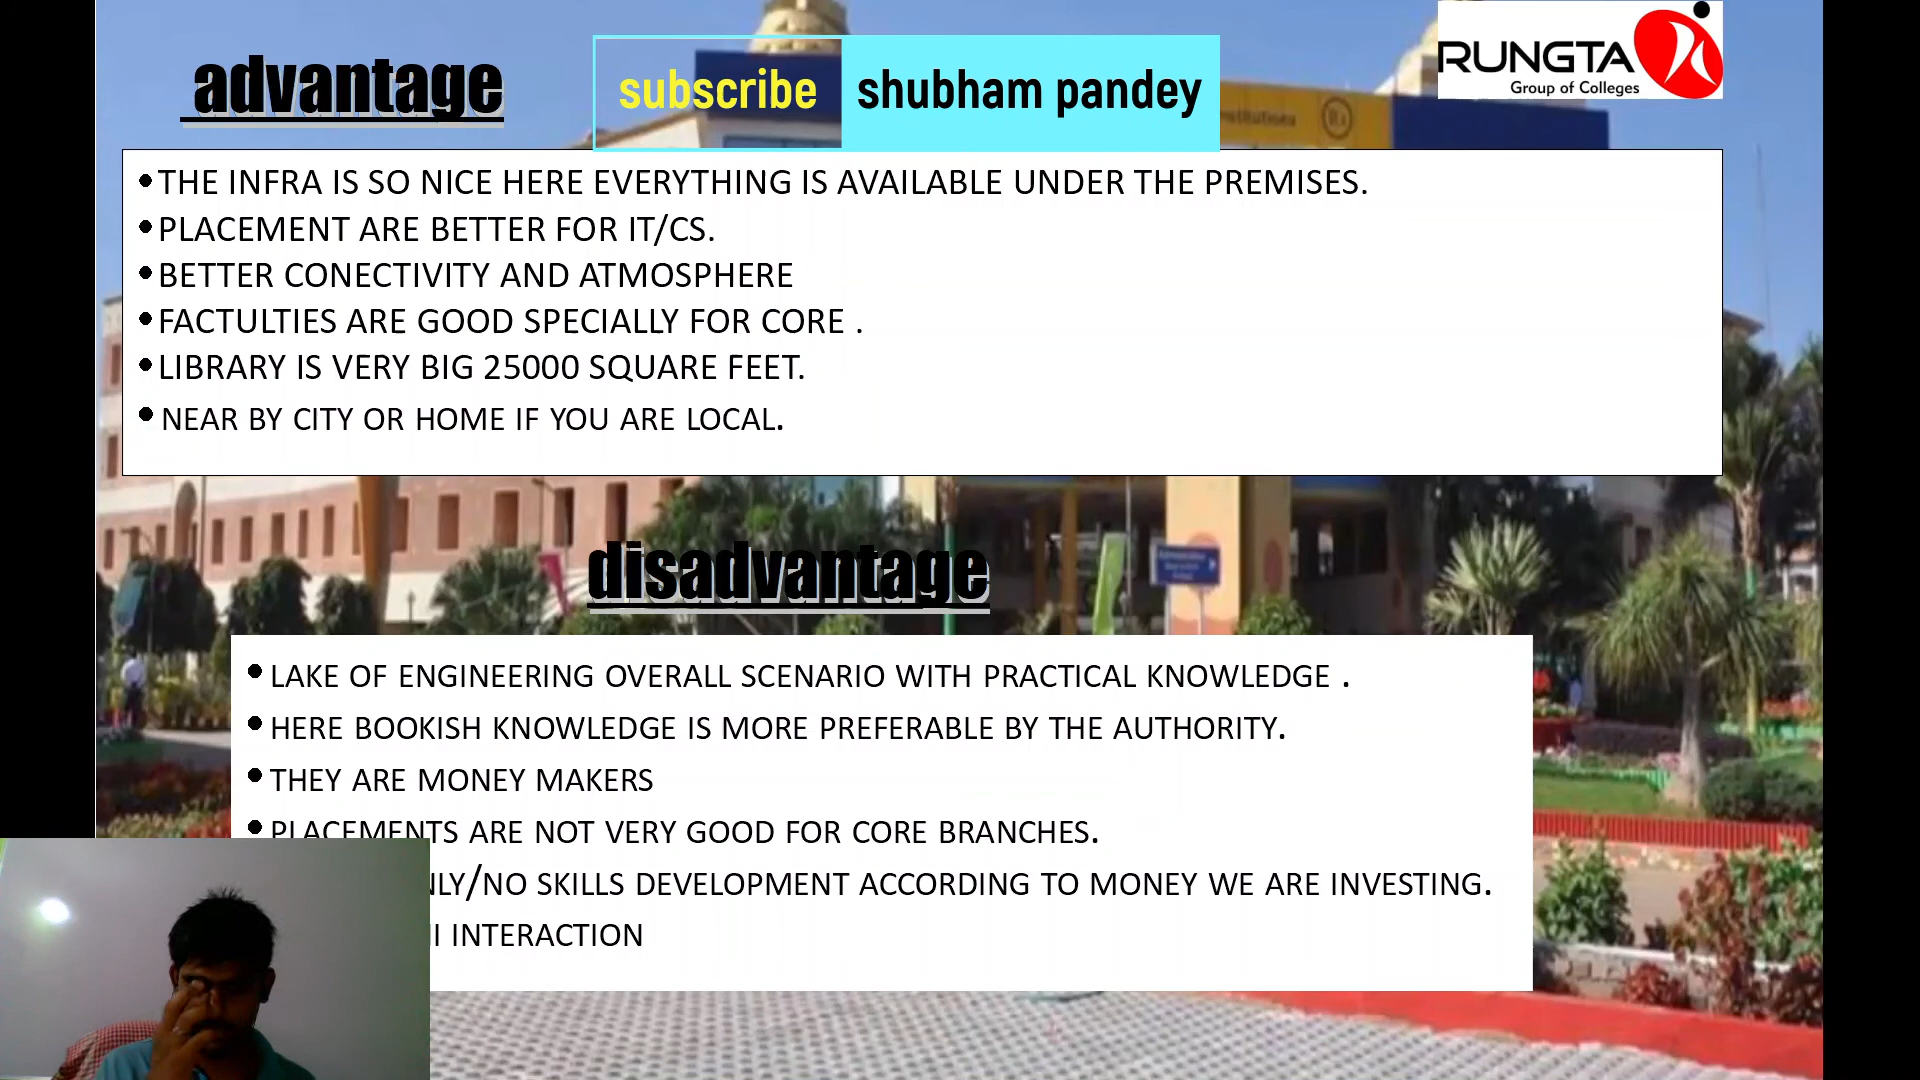 advantage
subscribe shubham pandey
RUNGTA
Group of Colleges
•THE INFRA IS SO NICE HERE EVERYTHING IS AVAILABLE UNDER THE PREMISES.
•PLACEMENT ARE BETTER FOR IT/CS.
•BETTER CONECTIVITY AND ATMOSPHERE
•FACTULTIES ARE GOOD SPECIALLY FOR CORE .
•LIBRARY IS VERY BIG 25000 SQUARE FEET.
•NEAR BY CITY OR HOME IF YOU ARE LOCAL.
disadvantage
•LAKE OF ENGINEERING OVERALL SCENARIO WITH PRACTICAL KNOWLEDGE .
•HERE BOOKISH KNOWLEDGE IS MORE PREFERABLE BY THE AUTHORITY.
•THEY ARE MONEY MAKERS
•PLACEMENTS ARE NOT VERY GOOD FOR CORE BRANCHES.
/NO SKILLS DEVELOPMENT ACCORDING TO MONEY WE ARE INVESTING.
INTERACTION